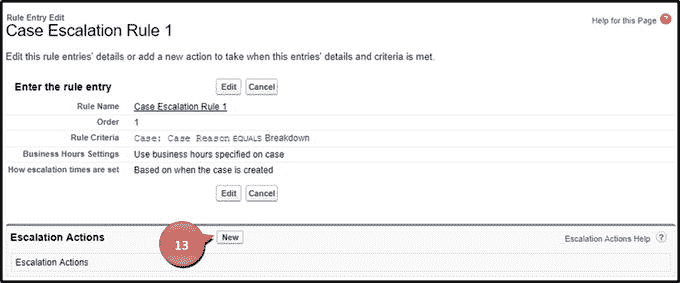 Rule Entry Edit
Case Escalation Rule 1
Help for this Page ?
Edit this rule entries' details or add a new action to take when this entries' details and criteria is met.
Enter the rule entry Edit Cancel
Rule Name Case Escalation Rule 1
Order 1
Rule Criteria Case: Case Reason EQUALS Breakdown
Business Hours Settings Use business hours specified on case
How escalation times are set Based on when the case is created
Edit Cancel
Escalation Actions New Escalation Actions Help ?
13
Escalation Actions